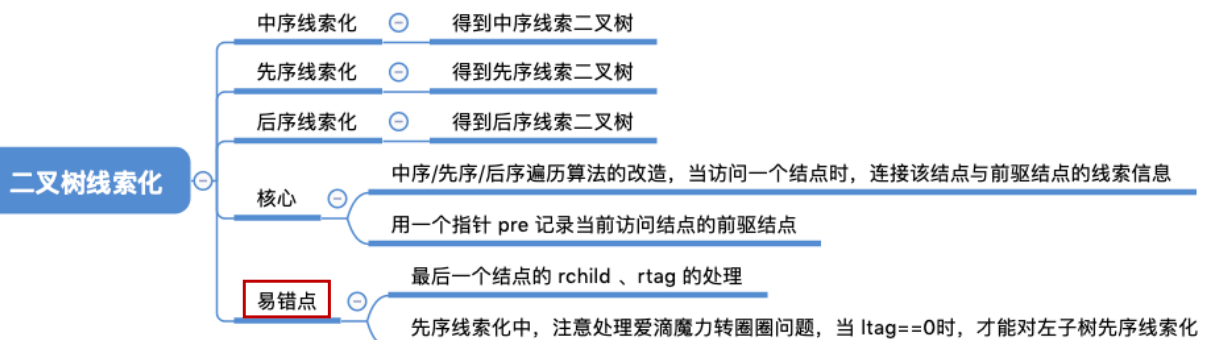 二叉树线索化
中序线索化
得到中序线索二叉树
先序线索化
得到先序线索二叉树
后序线索化
得到后序线索二叉树
核心
中序/先序/后序遍历算法的改造，当访问一个结点时，连接该结点与前驱结点的线索信息
用一个指针 pre 记录当前访问结点的前驱结点
易错点
最后一个结点的 rchild 、rtag 的处理
先序线索化中，注意处理爱滴魔力转圈圈问题，当 ltag==0时，才能对左子树先序线索化